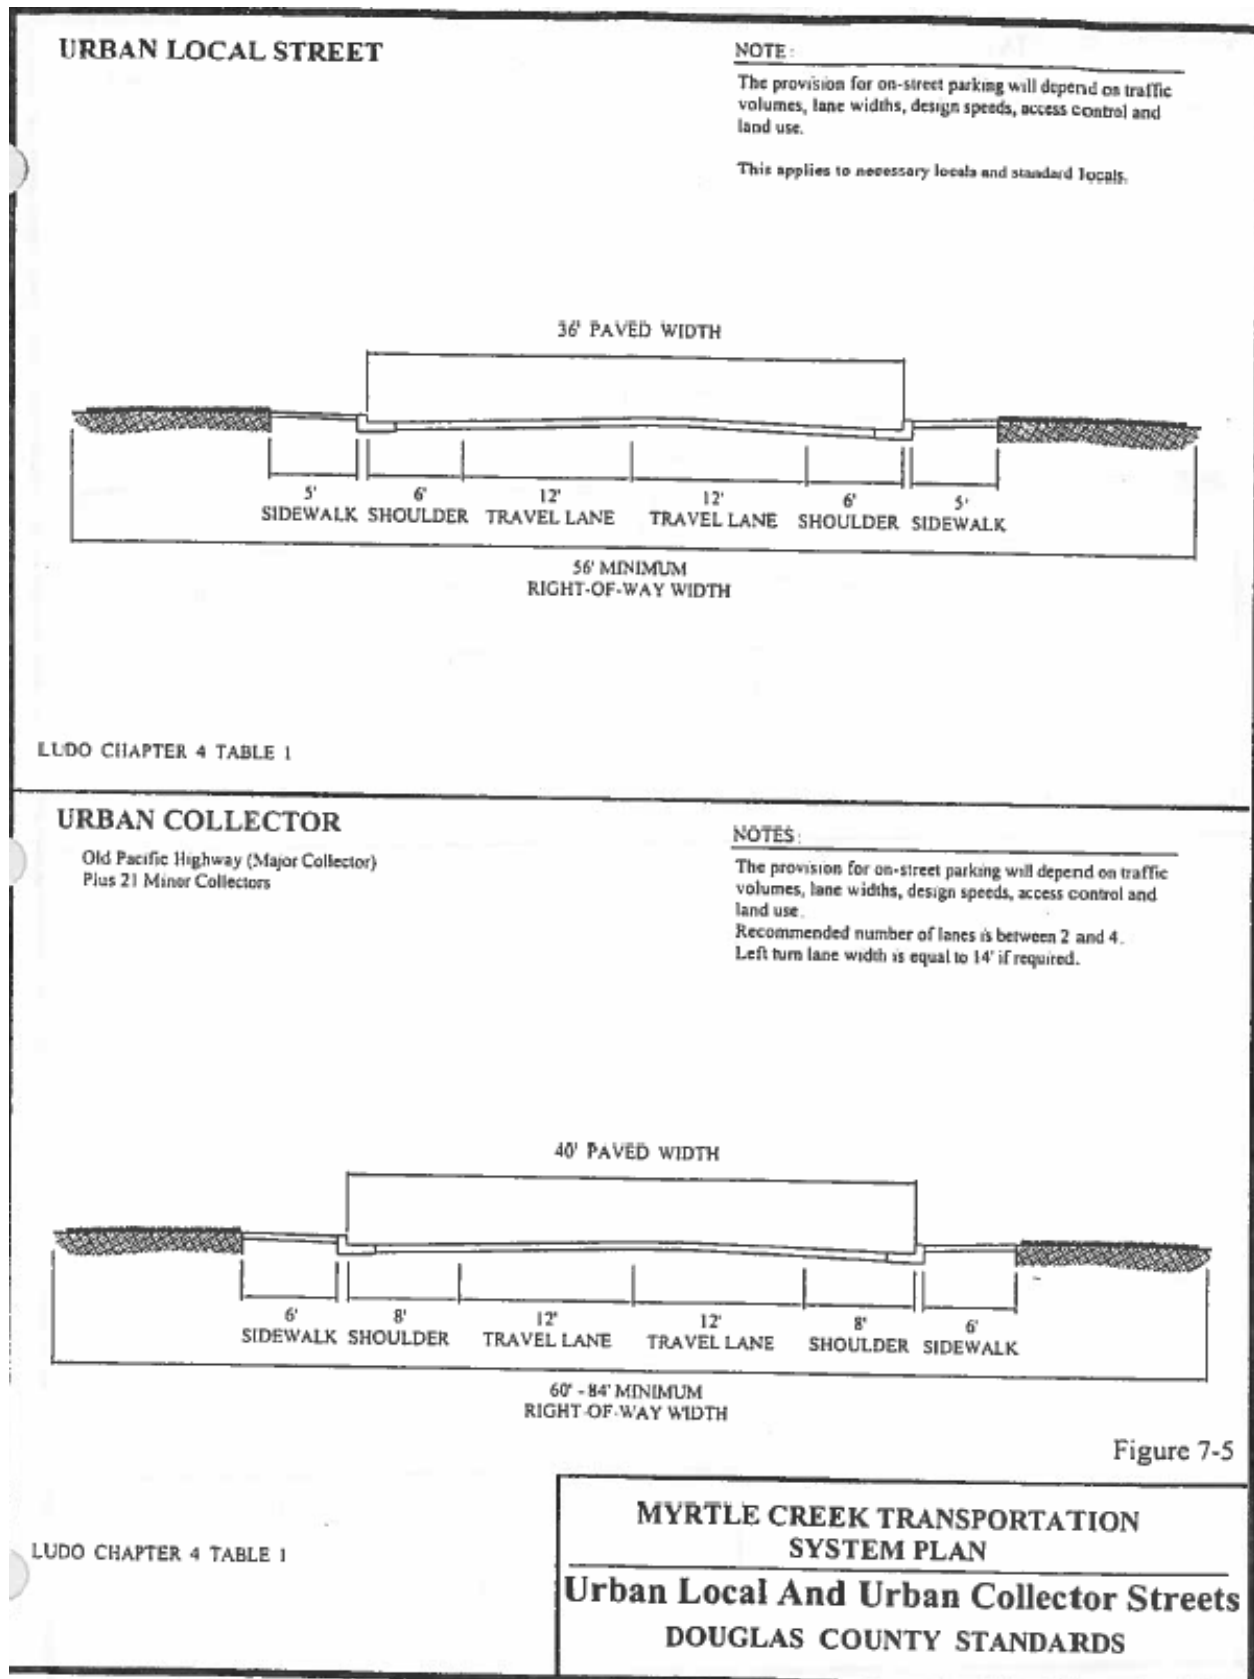 URBAN LOCAL STREET
NOTE:
The provision for on-street parking will depend on traffic
volumes, lane widths, design speeds, access control and
land use.
This applies to necessary locals and standard locals.
36' PAVED WIDTH
5' 6' 12' 12' 6' 5'
SIDEWALK SHOULDER TRAVEL LANE TRAVEL LANE SHOULDER SIDEWALK
56' MINIMUM
RIGHT-OF-WAY WIDTH
LUDO CHAPTER 4 TABLE 1
URBAN COLLECTOR
Old Pacific Highway (Major Collector)
Plus 21 Minor Collectors
NOTES:
The provision for on-street parking will depend on traffic
volumes, lane widths, design speeds, access control and
land use.
Recommended number of lanes is between 2 and 4.
Left turn lane width is equal to 14' if required.
40' PAVED WIDTH
6' 8' 12' 12' 8' 6'
SIDEWALK SHOULDER TRAVEL LANE TRAVEL LANE SHOULDER SIDEWALK
60' - 84' MINIMUM
RIGHT-OF-WAY WIDTH
Figure 7-5
LUDO CHAPTER 4 TABLE 1
MYRTLE CREEK TRANSPORTATION
SYSTEM PLAN
Urban Local And Urban Collector Streets
DOUGLAS COUNTY STANDARDS